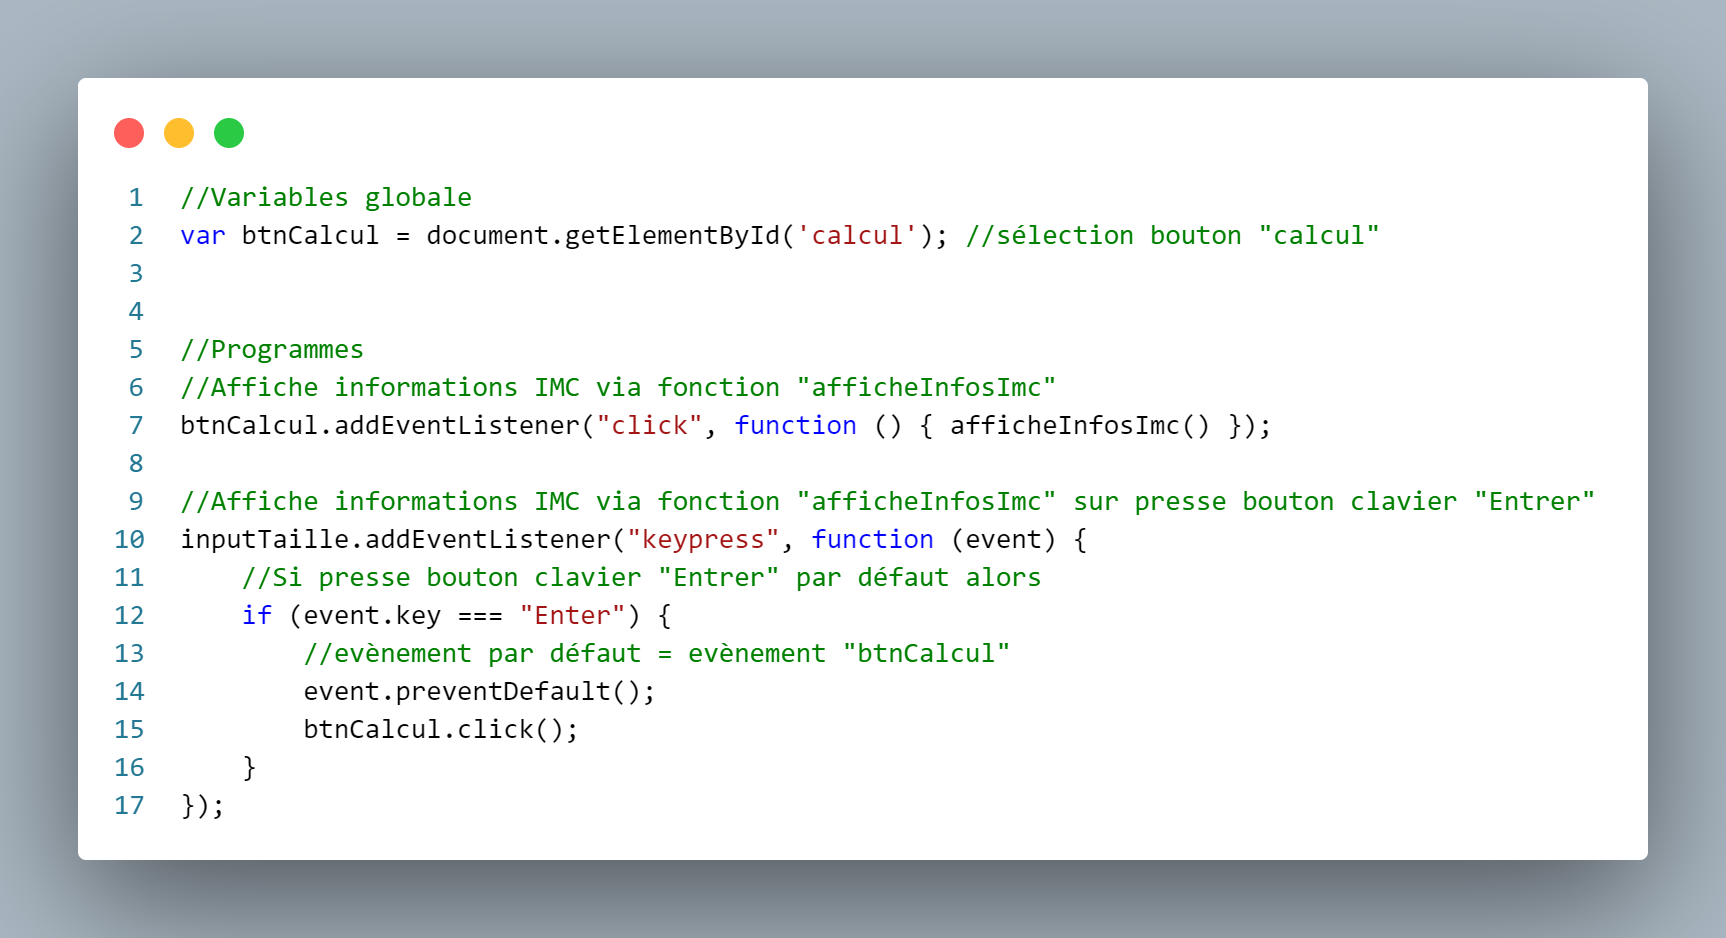 1 //Variables globale
2 var btnCalcul = document.getElementById('calcul'); //sélection bouton "calcul"
3
4
5 //Programmes
6 //Affiche informations IMC via fonction "afficheInfosImc"
7 btnCalcul.addEventListener("click", function () { afficheInfosImc() });
8
9 //Affiche informations IMC via fonction "afficheInfosImc" sur presse bouton clavier "Entrer"
10 inputTaille.addEventListener("keypress", function (event) {
11     //Si presse bouton clavier "Entrer" par défaut alors
12     if (event.key === "Enter") {
13         //evènement par défaut = evènement "btnCalcul"
14         event.preventDefault();
15         btnCalcul.click();
16     }
17 });